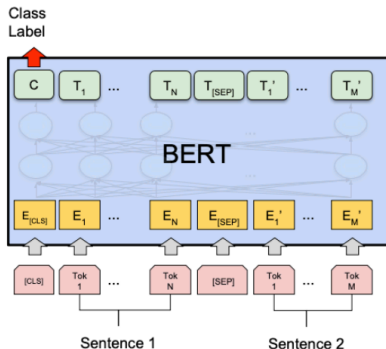 Class
Label
C T1 ... TN T[SEP] T1' ... TM'
...
...
BERT
E[CLS] E1 ... EN E[SEP] E1' ... EM'
[CLS] Tok 1 ... Tok N [SEP] Tok 1 ... Tok M
Sentence 1 Sentence 2